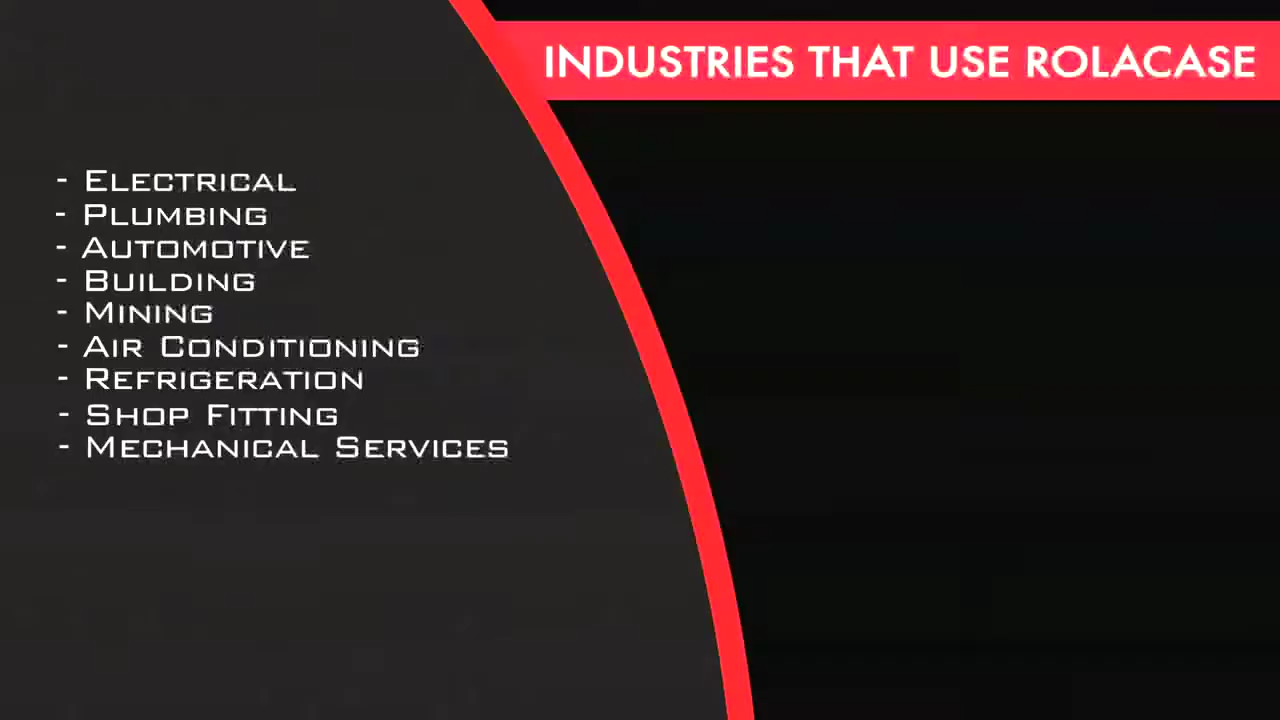 INDUSTRIES THAT USE ROLACASE
- ELECTRICAL
- PLUMBING
- AUTOMOTIVE
- BUILDING
- MINING
- AIR CONDITIONING
- REFRIGERATION
- SHOP FITTING
- MECHANICAL SERVICES